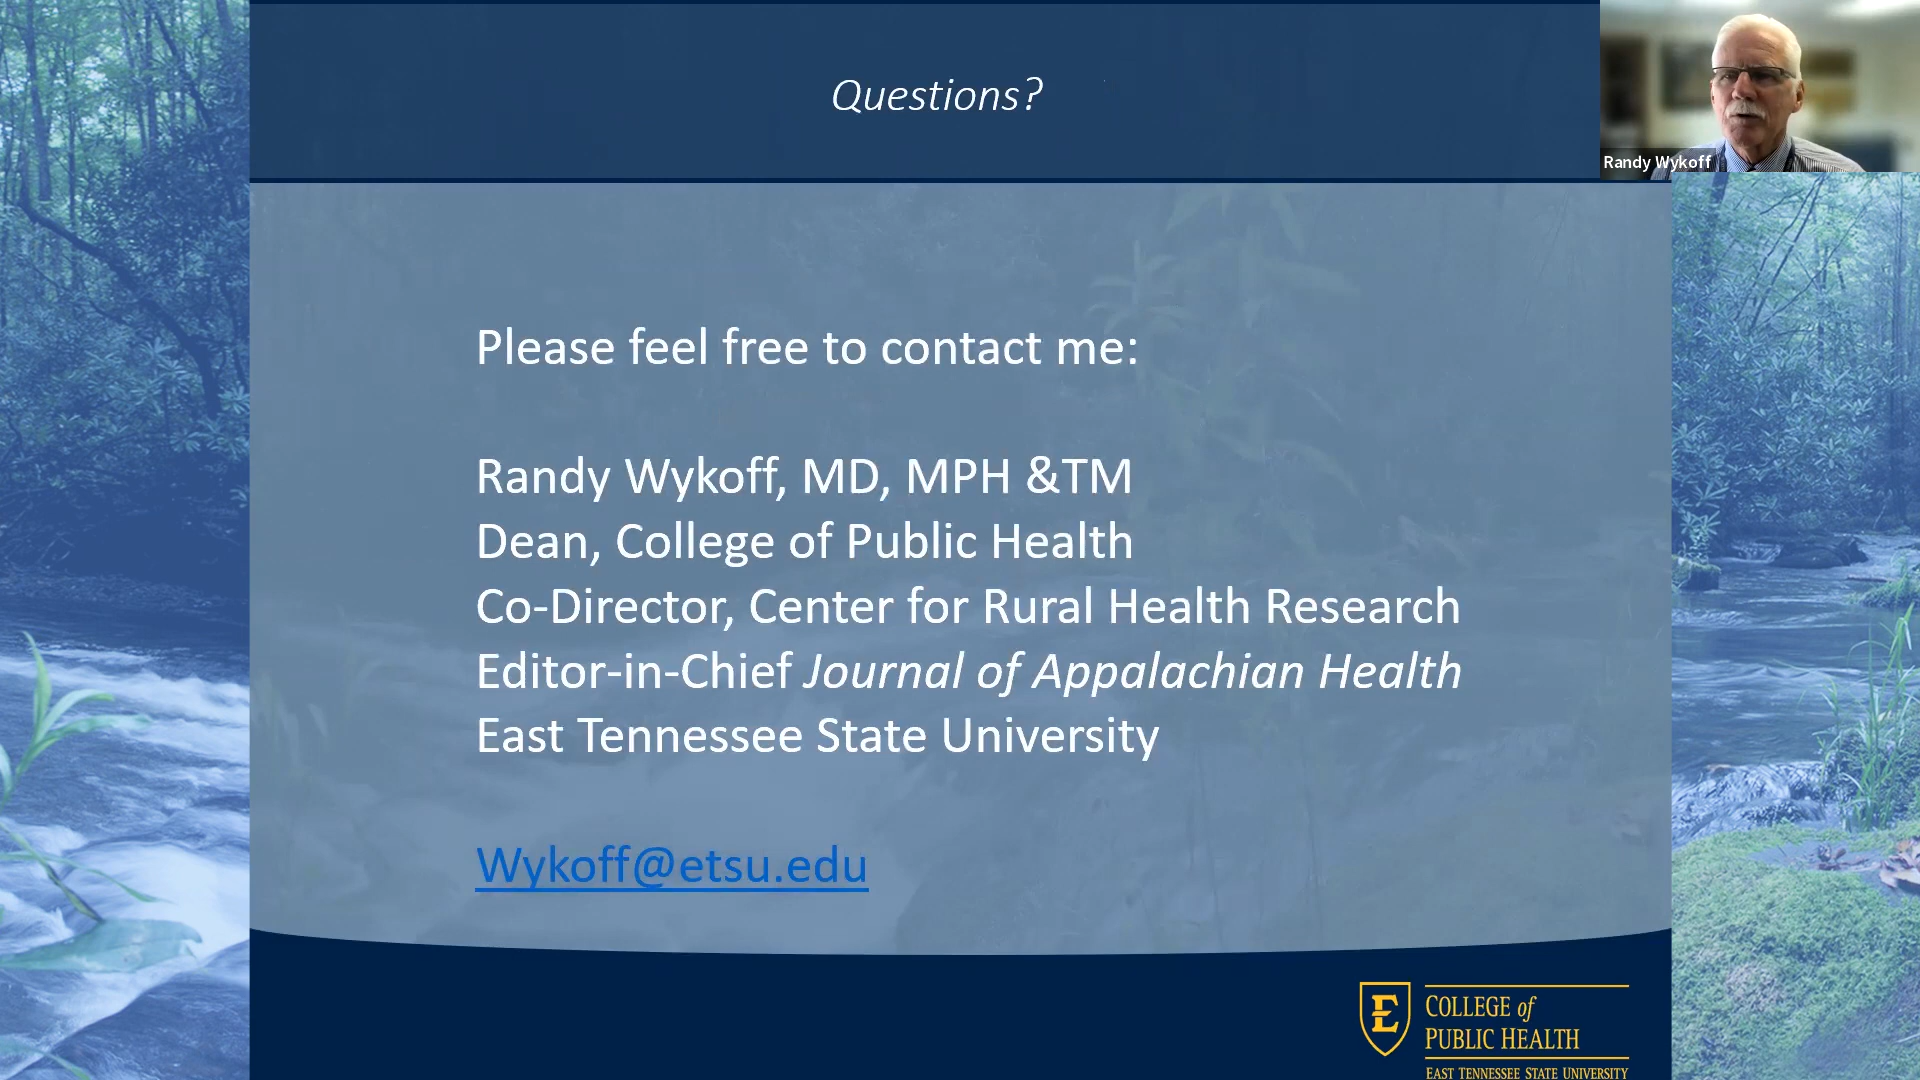 Questions?
Randy Wykoff
Please feel free to contact me:
Randy Wykoff, MD, MPH &TM
Dean, College of Public Health
Co-Director, Center for Rural Health Research
Editor-in-Chief Journal of Appalachian Health
East Tennessee State University
Wykoff@etsu.edu
E
COLLEGE of
PUBLIC HEALTH
EAST TENNESSEE STATE UNIVERSITY